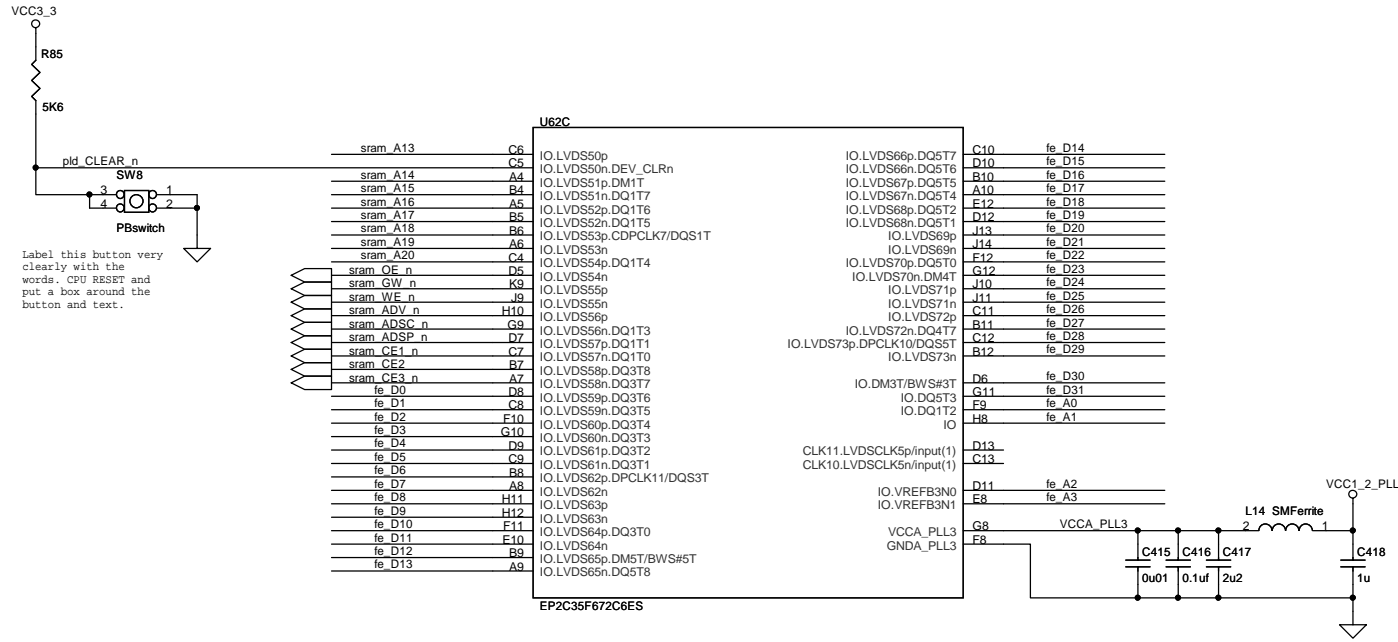 VCC3_3
R85
5K6
pld_CLEAR_n
SW8
3 1
4 2
PBswitch
Label this button very
clearly with the
words. CPU RESET and
put a box around the
button and text.
U62C
sram_A13 C6 IO.LVDS50p
C5 IO.LVDS50n.DEV_CLRn
sram_A14 A4 IO.LVDS51p.DM1T
sram_A15 B4 IO.LVDS51n.DQ1T7
sram_A16 A5 IO.LVDS52p.DQ1T6
sram_A17 B5 IO.LVDS52n.DQ1T5
sram_A18 B6 IO.LVDS53p.CDPCLK7/DQS1T
sram_A19 A6 IO.LVDS53n
sram_A20 C4 IO.LVDS54p.DQ1T4
sram_OE_n D5 IO.LVDS54n
sram_GW_n K9 IO.LVDS55p
sram_WE_n J9 IO.LVDS55n
sram_ADV_n H10 IO.LVDS56p
sram_ADSC_n G9 IO.LVDS56n.DQ1T3
sram_ADSP_n D7 IO.LVDS57p.DQ1T1
sram_CE1_n C7 IO.LVDS57n.DQ1T0
sram_CE2 B7 IO.LVDS58p.DQ3T8
sram_CE3_n A7 IO.LVDS58n.DQ3T7
fe_D0 D8 IO.LVDS59p.DQ3T6
fe_D1 C8 IO.LVDS59n.DQ3T5
fe_D2 F10 IO.LVDS60p.DQ3T4
fe_D3 G10 IO.LVDS60n.DQ3T3
fe_D4 D9 IO.LVDS61p.DQ3T2
fe_D5 C9 IO.LVDS61n.DQ3T1
fe_D6 B8 IO.LVDS62p.DPCLK11/DQS3T
fe_D7 A8 IO.LVDS62n
fe_D8 H11 IO.LVDS63p
fe_D9 H12 IO.LVDS63n
fe_D10 F11 IO.LVDS64p.DQ3T0
fe_D11 E10 IO.LVDS64n
fe_D12 B9 IO.LVDS65p.DM5T/BWS#5T
fe_D13 A9 IO.LVDS65n.DQ5T8
IO.LVDS66p.DQ5T7 C10 fe_D14
IO.LVDS66n.DQ5T6 D10 fe_D15
IO.LVDS67p.DQ5T5 B10 fe_D16
IO.LVDS67n.DQ5T4 A10 fe_D17
IO.LVDS68p.DQ5T2 E12 fe_D18
IO.LVDS68n.DQ5T1 D12 fe_D19
IO.LVDS69p J13 fe_D20
IO.LVDS69n J14 fe_D21
IO.LVDS70p.DQ5T0 F12 fe_D22
IO.LVDS70n.DM4T G12 fe_D23
IO.LVDS71p J10 fe_D24
IO.LVDS71n J11 fe_D25
IO.LVDS72p C11 fe_D26
IO.LVDS72n.DQ4T7 B11 fe_D27
IO.LVDS73p.DPCLK10/DQS5T C12 fe_D28
IO.LVDS73n B12 fe_D29
IO.DM3T/BWS#3T D6 fe_D30
IO.DQ5T3 G11 fe_D31
IO.DQ1T2 F9 fe_A0
IO H8 fe_A1
CLK11.LVDSCLK5p/input(1) D13
CLK10.LVDSCLK5n/input(1) C13
IO.VREFB3N0 D11 fe_A2
IO.VREFB3N1 E8 fe_A3
VCCA_PLL3 G8 VCCA_PLL3
GNDA_PLL3 F8
EP2C35F672C6ES
VCC1_2_PLL
L14 SMFerrite
2 1
C415 C416 C417 C418
0u01 0.1uf 2u2 1u